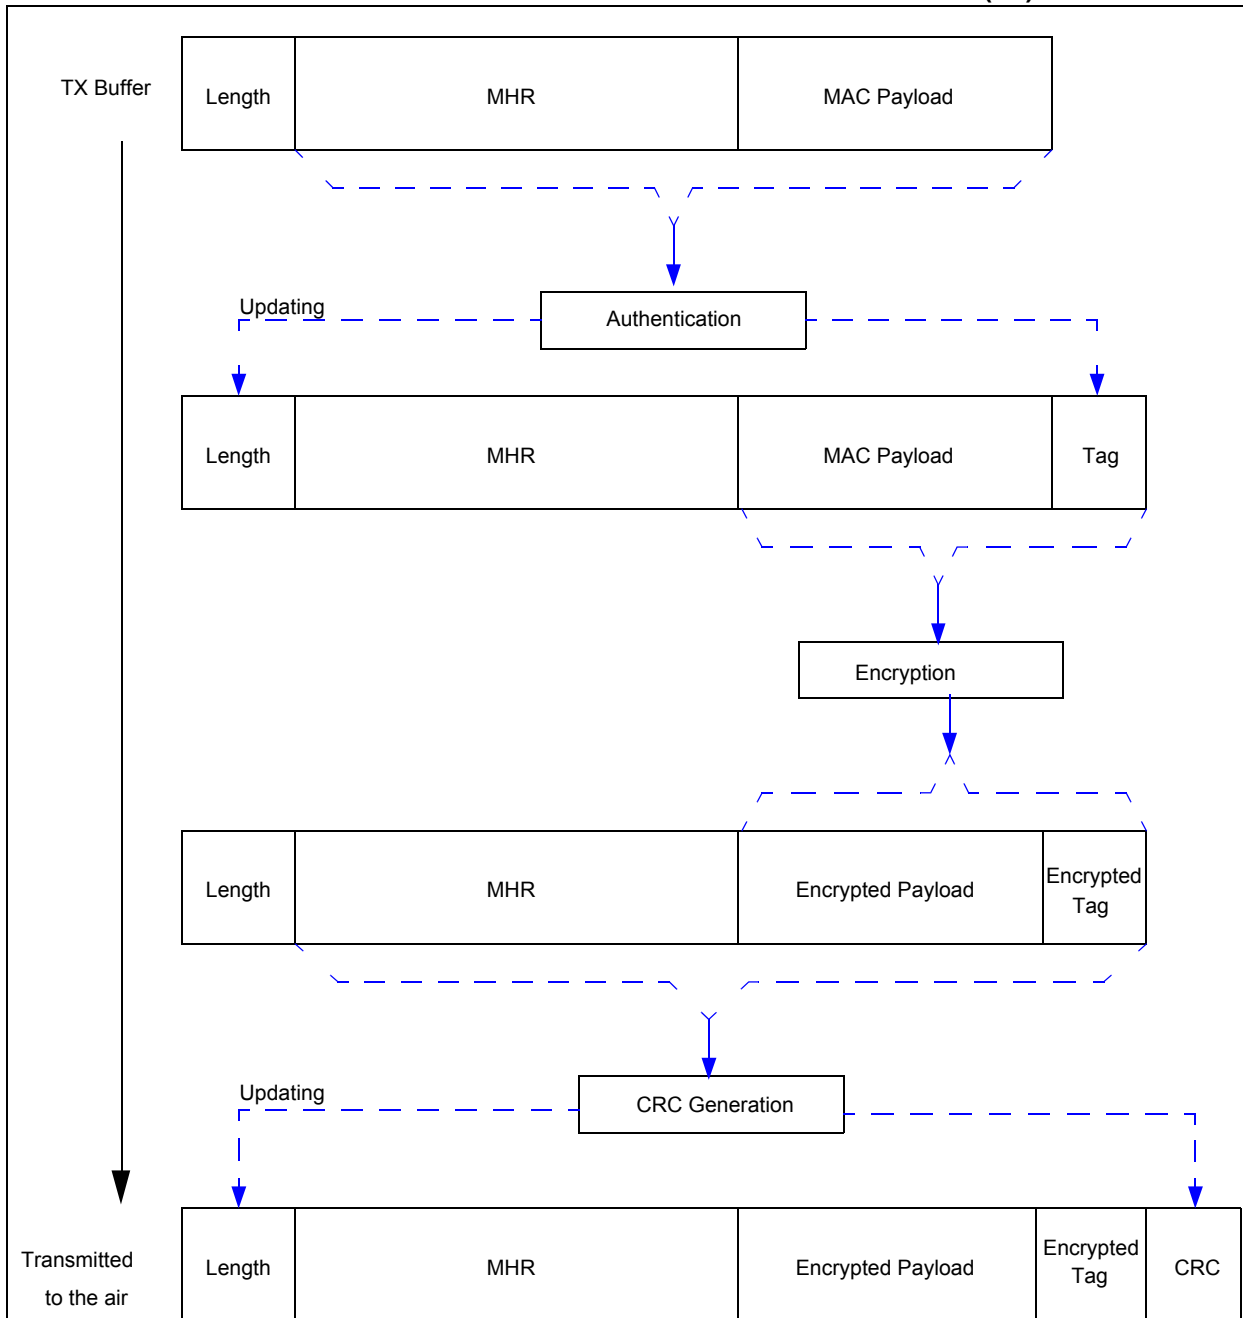 TX Buffer
Length
MHR
MAC Payload
Updating
Authentication
Length
MHR
MAC Payload
Tag
Encryption
Length
MHR
Encrypted Payload
Encrypted
Tag
Updating
CRC Generation
Transmitted
to the air
Length
MHR
Encrypted Payload
Encrypted
Tag
CRC